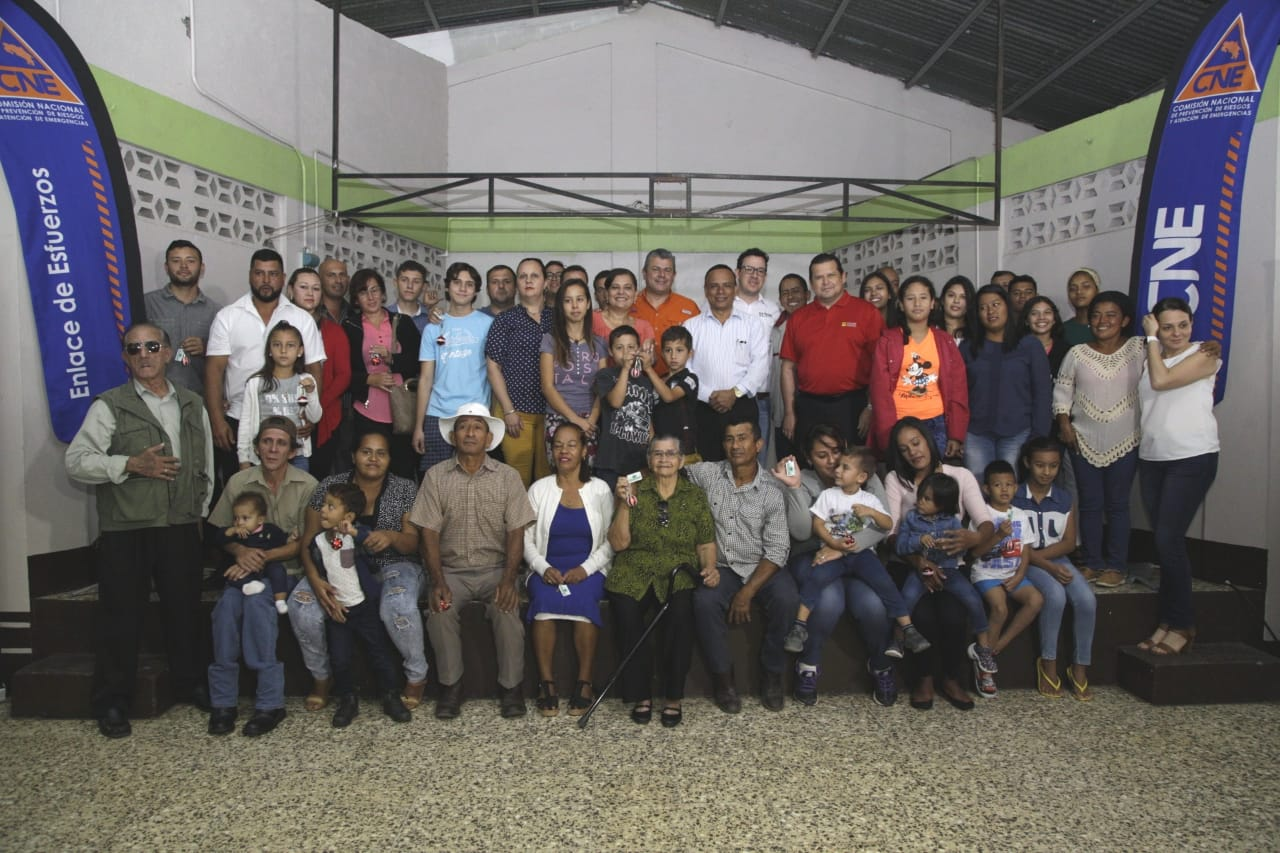 CNE
COMISIÓN NACIONAL
DE PREVENCIÓN DE RIESGOS
Y ATENCIÓN DE EMERGENCIAS
Enlace de Esfuerzos
CNE
COMISIÓN NACIONAL
DE PREVENCIÓN DE RIESGOS
Y ATENCIÓN DE EMERGENCIAS
CNE